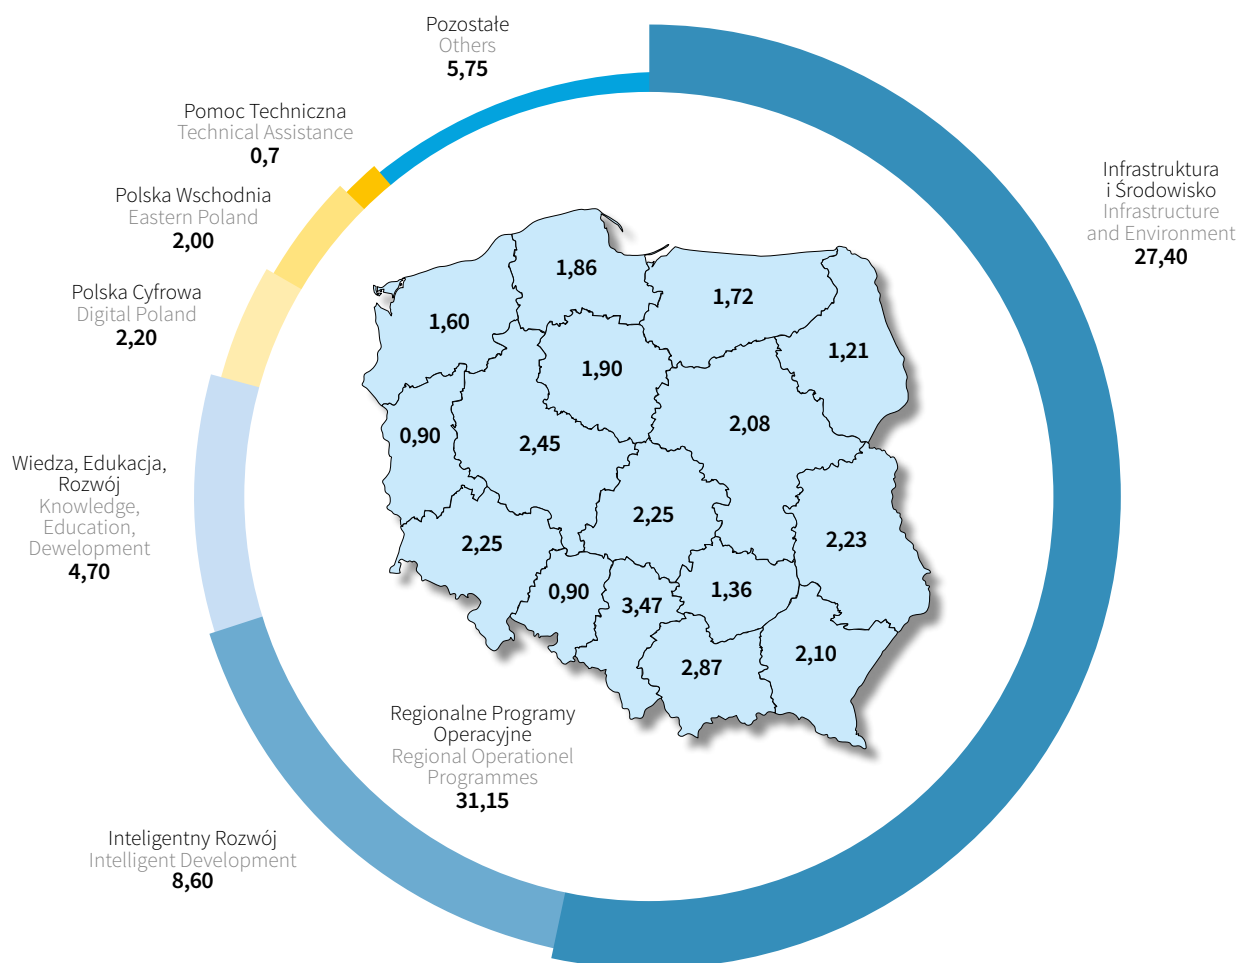 Pozostałe
Others
5,75
Pomoc Techniczna
Technical Assistance
0,7
Polska Wschodnia
Eastern Poland
2,00
Polska Cyfrowa
Digital Poland
2,20
Wiedza, Edukacja,
Rozwój
Knowledge,
Education,
Dewelopment
4,70
Inteligentny Rozwój
Intelligent Development
8,60
Infrastruktura
i Środowisko
Infrastructure
and Environment
27,40
1,86
1,72
1,60
1,21
1,90
2,08
0,90
2,45
2,25
2,25
2,23
0,90
3,47
1,36
2,87
2,10
Regionalne Programy
Operacyjne
Regional Operationel
Programmes
31,15